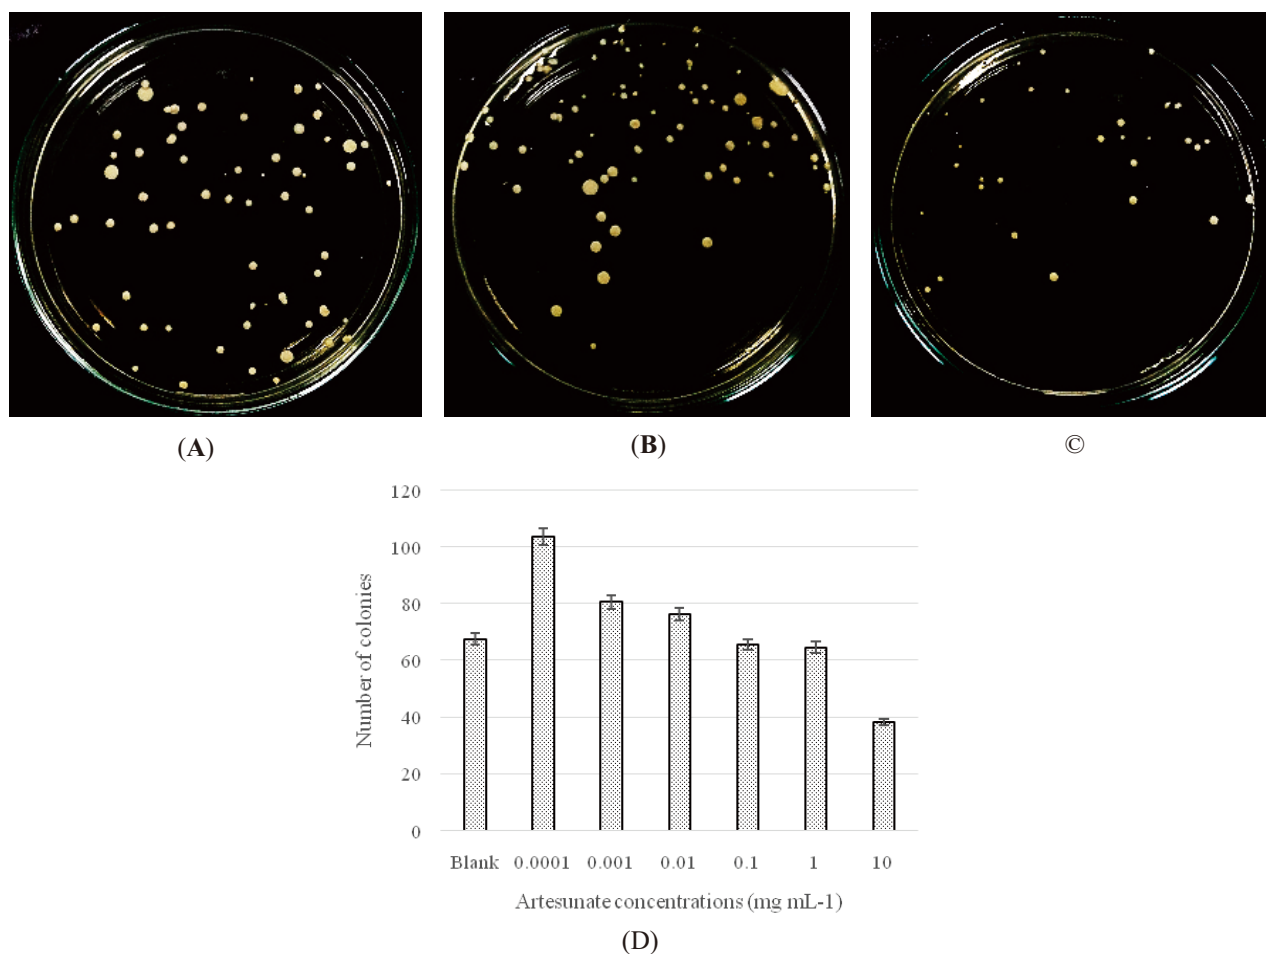 (A)
(B)
©
120
100
80
60
40
20
0
Number of colonies
Blank 0.0001 0.001 0.01 0.1 1 10
Artesunate concentrations (mg mL-1)
(D)